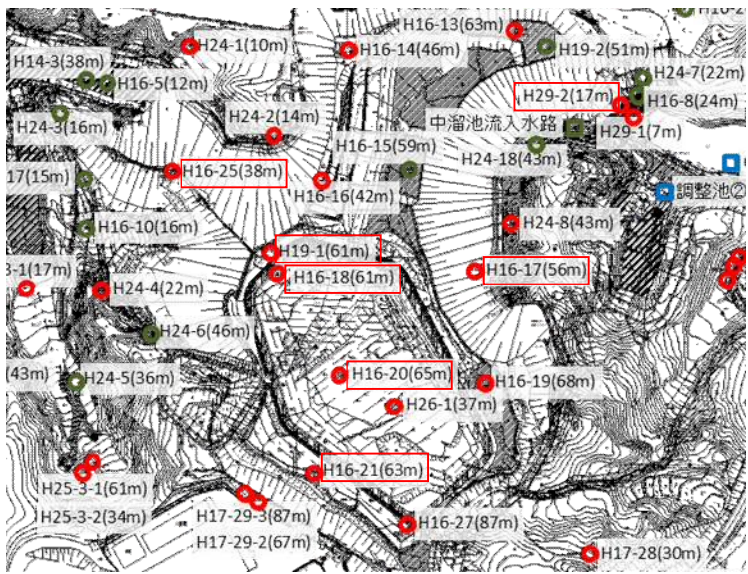 H16-13(63m)
H24-1(10m)
H16-14(46m)
H19-2(51m)
H14-3(38m)
H16-5(12m)
H24-7(22m)
H29-2(17m)
H16-8(24m)
H24-3(16m)
H24-2(14m)
中溜池流入水路
H29-1(7m)
H16-15(59m)
H24-18(43m)
17(15m)
H16-25(38m)
H16-16(42m)
調整池②
H16-10(16m)
H24-8(43m)
H19-1(61m)
3-1(17m)
H16-18(61m)
H16-17(56m)
H24-4(22m)
H24-6(46m)
(43m)
H24-5(36m)
H16-20(65m)
H16-19(68m)
H26-1(37m)
H16-21(63m)
H25-3-1(61m)
H25-3-2(34m)
H17-29-3(87m)
H17-29-2(67m)
H16-27(87m)
H17-28(30m)